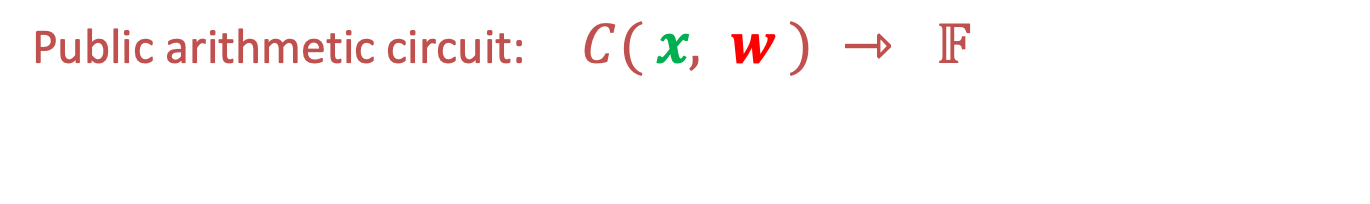 Public arithmetic circuit: C( x, w ) → 𝔽